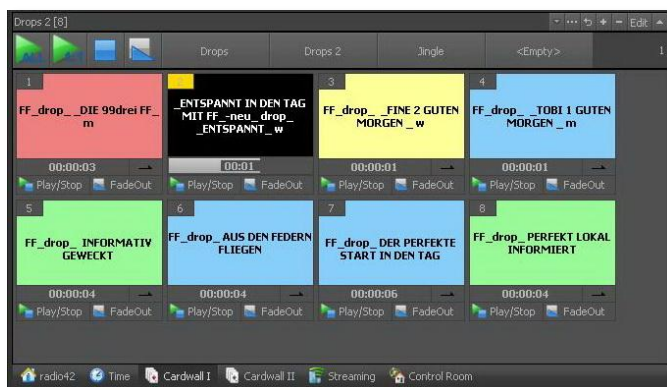 Drops 2 [8]
Edit
Drops
Drops 2
Jingle
<Empty>
1
1
FF_drop_ _DIE 99drei FF_
m
00:00:03
Play/Stop FadeOut
_ENTSPANNT IN DEN TAG
MIT FF_-neu_drop_
_ENTSPANNT_ w
00:01
Play/Stop FadeOut
3
FF_drop_ _FINE 2 GUTEN
MORGEN _ w
00:00:01
Play/Stop FadeOut
4
FF_drop_ _TOBI 1 GUTEN
MORGEN _ m
00:00:01
Play/Stop FadeOut
5
FF_drop_ INFORMATIV
GEWECKT
00:00:04
Play/Stop FadeOut
6
FF_drop_ AUS DEN FEDERN
FLIEGEN
00:00:04
Play/Stop FadeOut
7
FF_drop_ DER PERFEKTE
START IN DEN TAG
00:00:06
Play/Stop FadeOut
8
FF_drop_ PERFEKT LOKAL
INFORMIERT
00:00:04
Play/Stop FadeOut
radio42 Time Cardwall I Cardwall II Streaming Control Room